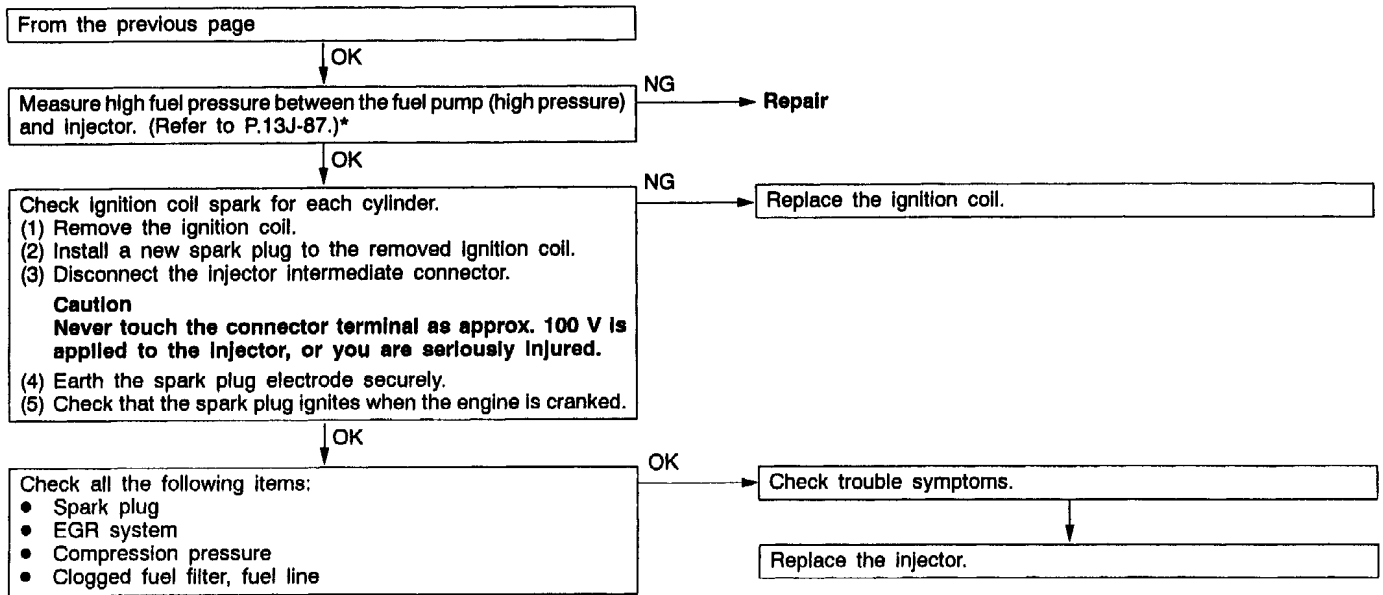 From the previous page
OK
Measure high fuel pressure between the fuel pump (high pressure)
and injector. (Refer to P.13J-87.)*
NG
Repair
OK
Check ignition coil spark for each cylinder.
(1) Remove the ignition coil.
(2) Install a new spark plug to the removed ignition coil.
(3) Disconnect the injector intermediate connector.
Caution
Never touch the connector terminal as approx. 100 V is
applied to the injector, or you are seriously injured.
(4) Earth the spark plug electrode securely.
(5) Check that the spark plug ignites when the engine is cranked.
NG
Replace the ignition coil.
OK
Check all the following items:
● Spark plug
● EGR system
● Compression pressure
● Clogged fuel filter, fuel line
OK
Check trouble symptoms.
Replace the injector.